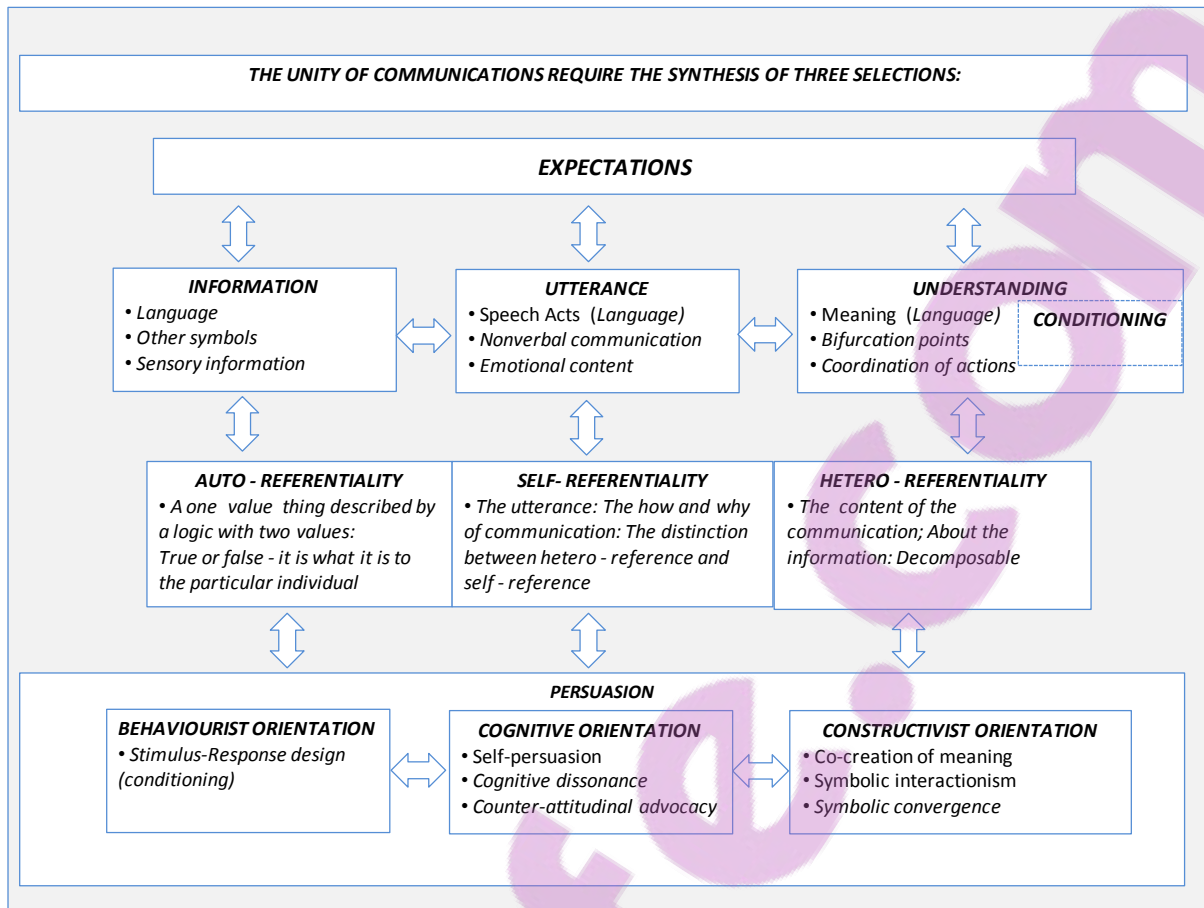 THE UNITY OF COMMUNICATIONS REQUIRE THE SYNTHESIS OF THREE SELECTIONS:
EXPECTATIONS
INFORMATION
• Language
• Other symbols
• Sensory information
UTTERANCE
• Speech Acts (Language)
• Nonverbal communication
• Emotional content
UNDERSTANDING
• Meaning (Language)
• Bifurcation points
• Coordination of actions
CONDITIONING
AUTO - REFERENTIALITY
• A one value thing described by
a logic with two values:
True or false - it is what it is to
the particular individual
SELF- REFERENTIALITY
• The utterance: The how and why
of communication: The distinction
between hetero - reference and
self - reference
HETERO - REFERENTIALITY
• The content of the
communication; About the
information: Decomposable
PERSUASION
BEHAVIOURIST ORIENTATION
• Stimulus-Response design
(conditioning)
COGNITIVE ORIENTATION
• Self-persuasion
• Cognitive dissonance
• Counter-attitudinal advocacy
CONSTRUCTIVIST ORIENTATION
• Co-creation of meaning
• Symbolic interactionism
• Symbolic convergence
fe.com